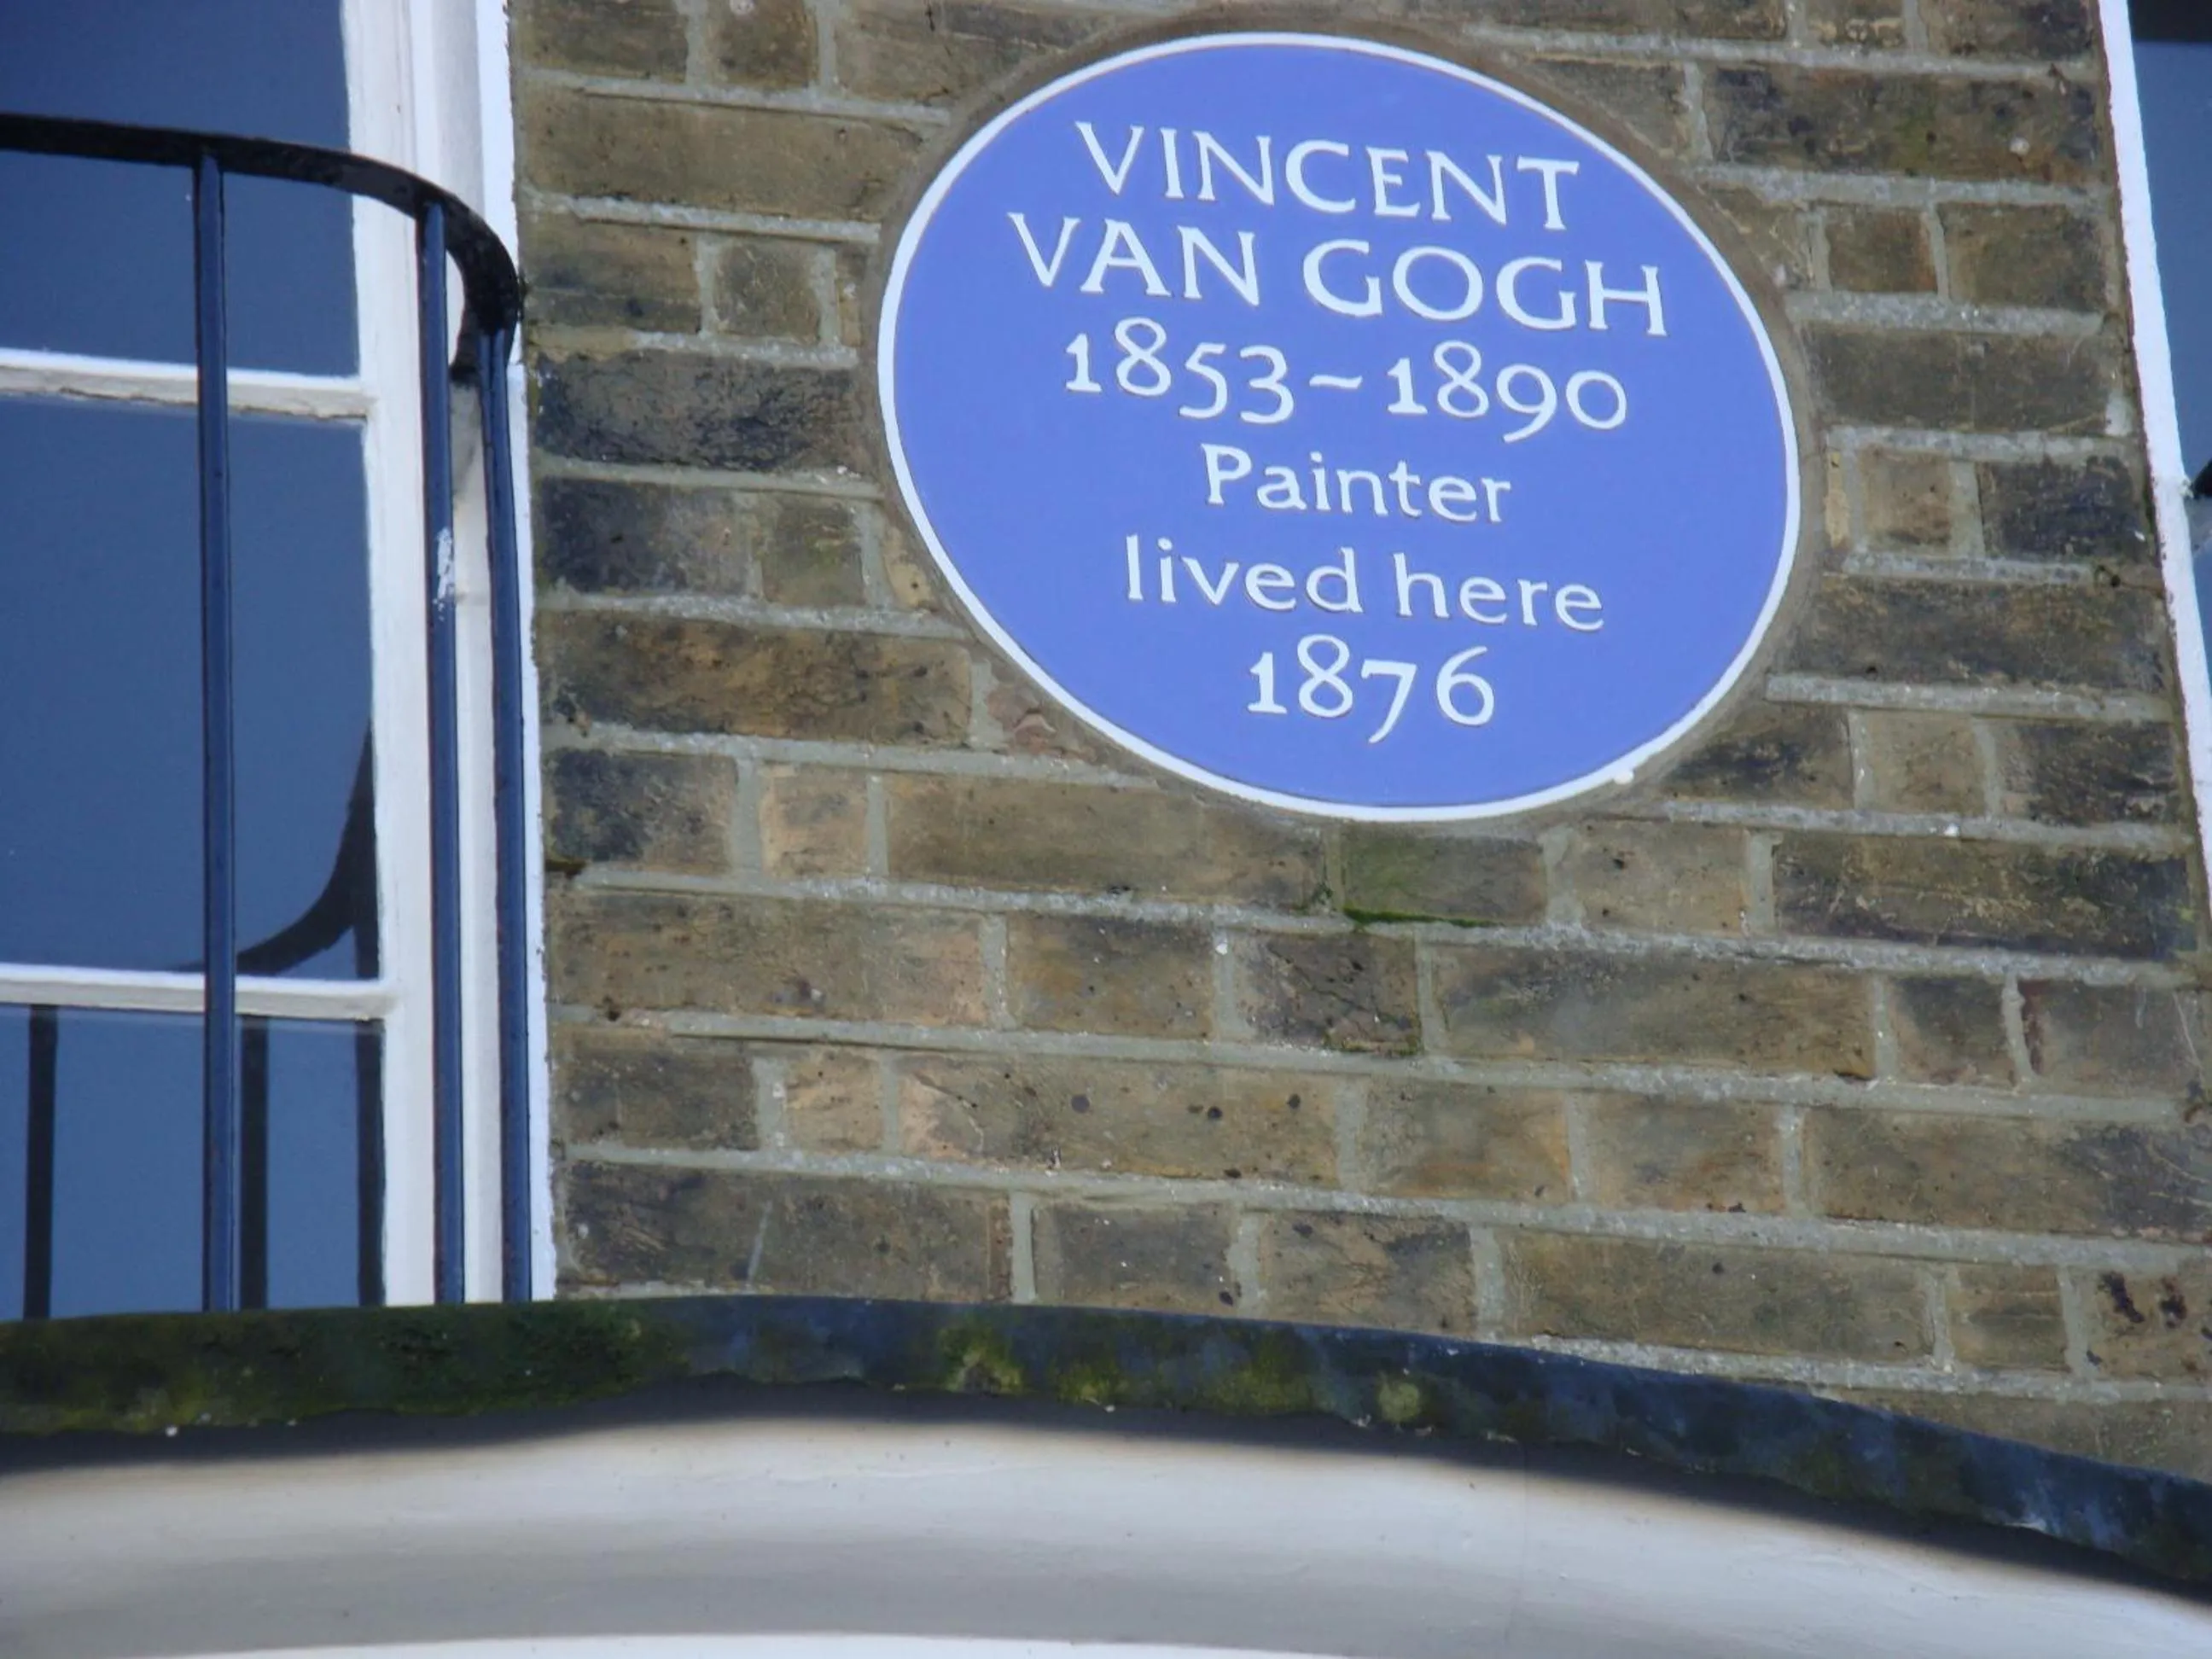 VINCENT
VAN GOGH
1853-1890
Painter
lived here
1876